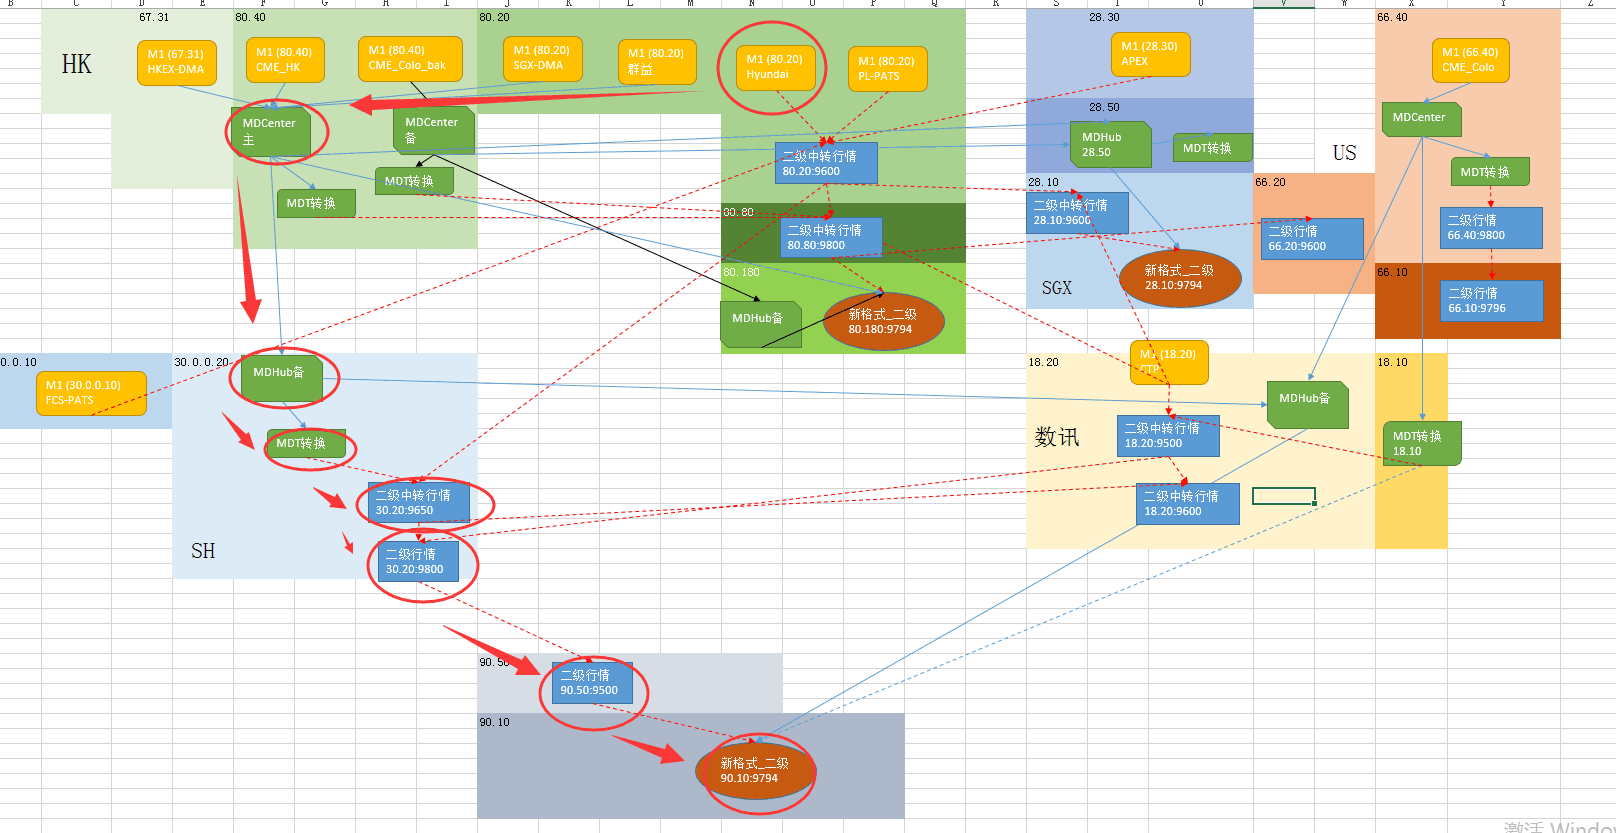 B C D E F G H I J K L M N O P Q R S T U V W X Y Z
HK
67.31
80.40
80.20
28.30
66.40
M1 (67.31)
HKEX-DMA
M1 (80.40)
CME_HK
M1 (80.40)
CME_Colo_bak
M1 (80.20)
SGX-DMA
M1 (80.20)
群益
M1 (80.20)
Hyundai
M1 (80.20)
PL-PATS
M1 (28.30)
APEX
M1 (66.40)
CME_Colo
MDCenter
主
MDCenter
备
28.50
MDHub
28.50
MDT转换
US
MDCenter
MDT转换
MDT转换
二级中转行情
80.20:9600
MDT转换
28.10
二级中转行情
28.10:9600
66.20
二级行情
66.20:9600
二级行情
66.40:9800
80.80
二级中转行情
80.80:9800
80.180
MDHub备
新格式_二级
80.180:9794
SGX
新格式_二级
28.10:9794
66.10
二级行情
66.10:9796
0.0.10
M1 (30.0.0.10)
FCS-PATS
30.0.0.20
MDHub备
MDT转换
二级中转行情
30.20:9650
二级行情
30.20:9800
SH
18.20
M1 (18.20)
CTP
MDHub备
18.10
数讯
二级中转行情
18.20:9500
MDT转换
18.10
二级中转行情
18.20:9600
90.50
二级行情
90.50:9500
90.10
新格式_二级
90.10:9794
激活 Windo